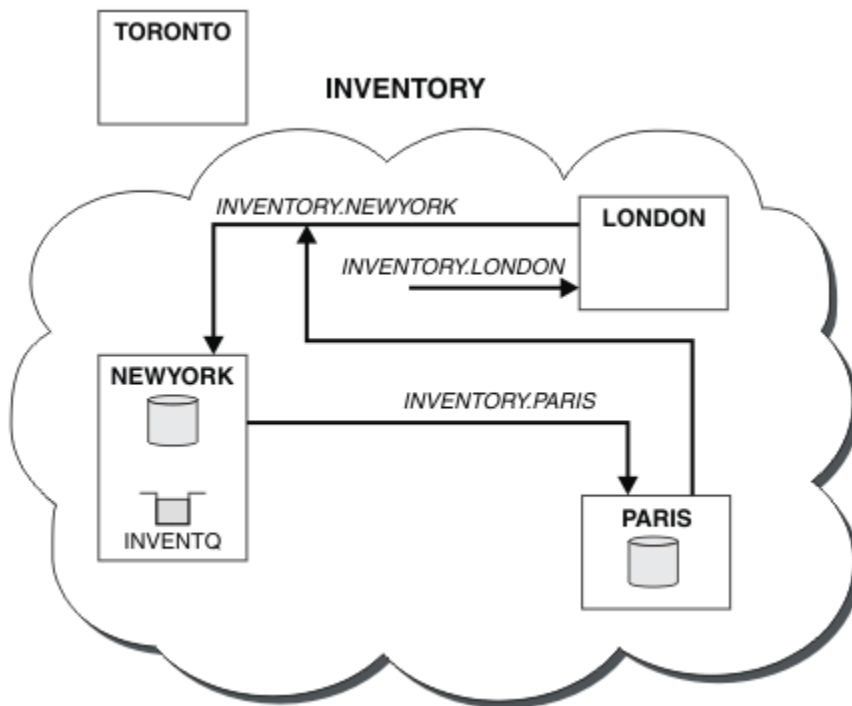 TORONTO
INVENTORY
INVENTORY.NEWYORK
LONDON
INVENTORY.LONDON
NEWYORK
INVENTORY.PARIS
PARIS
INVENTQ